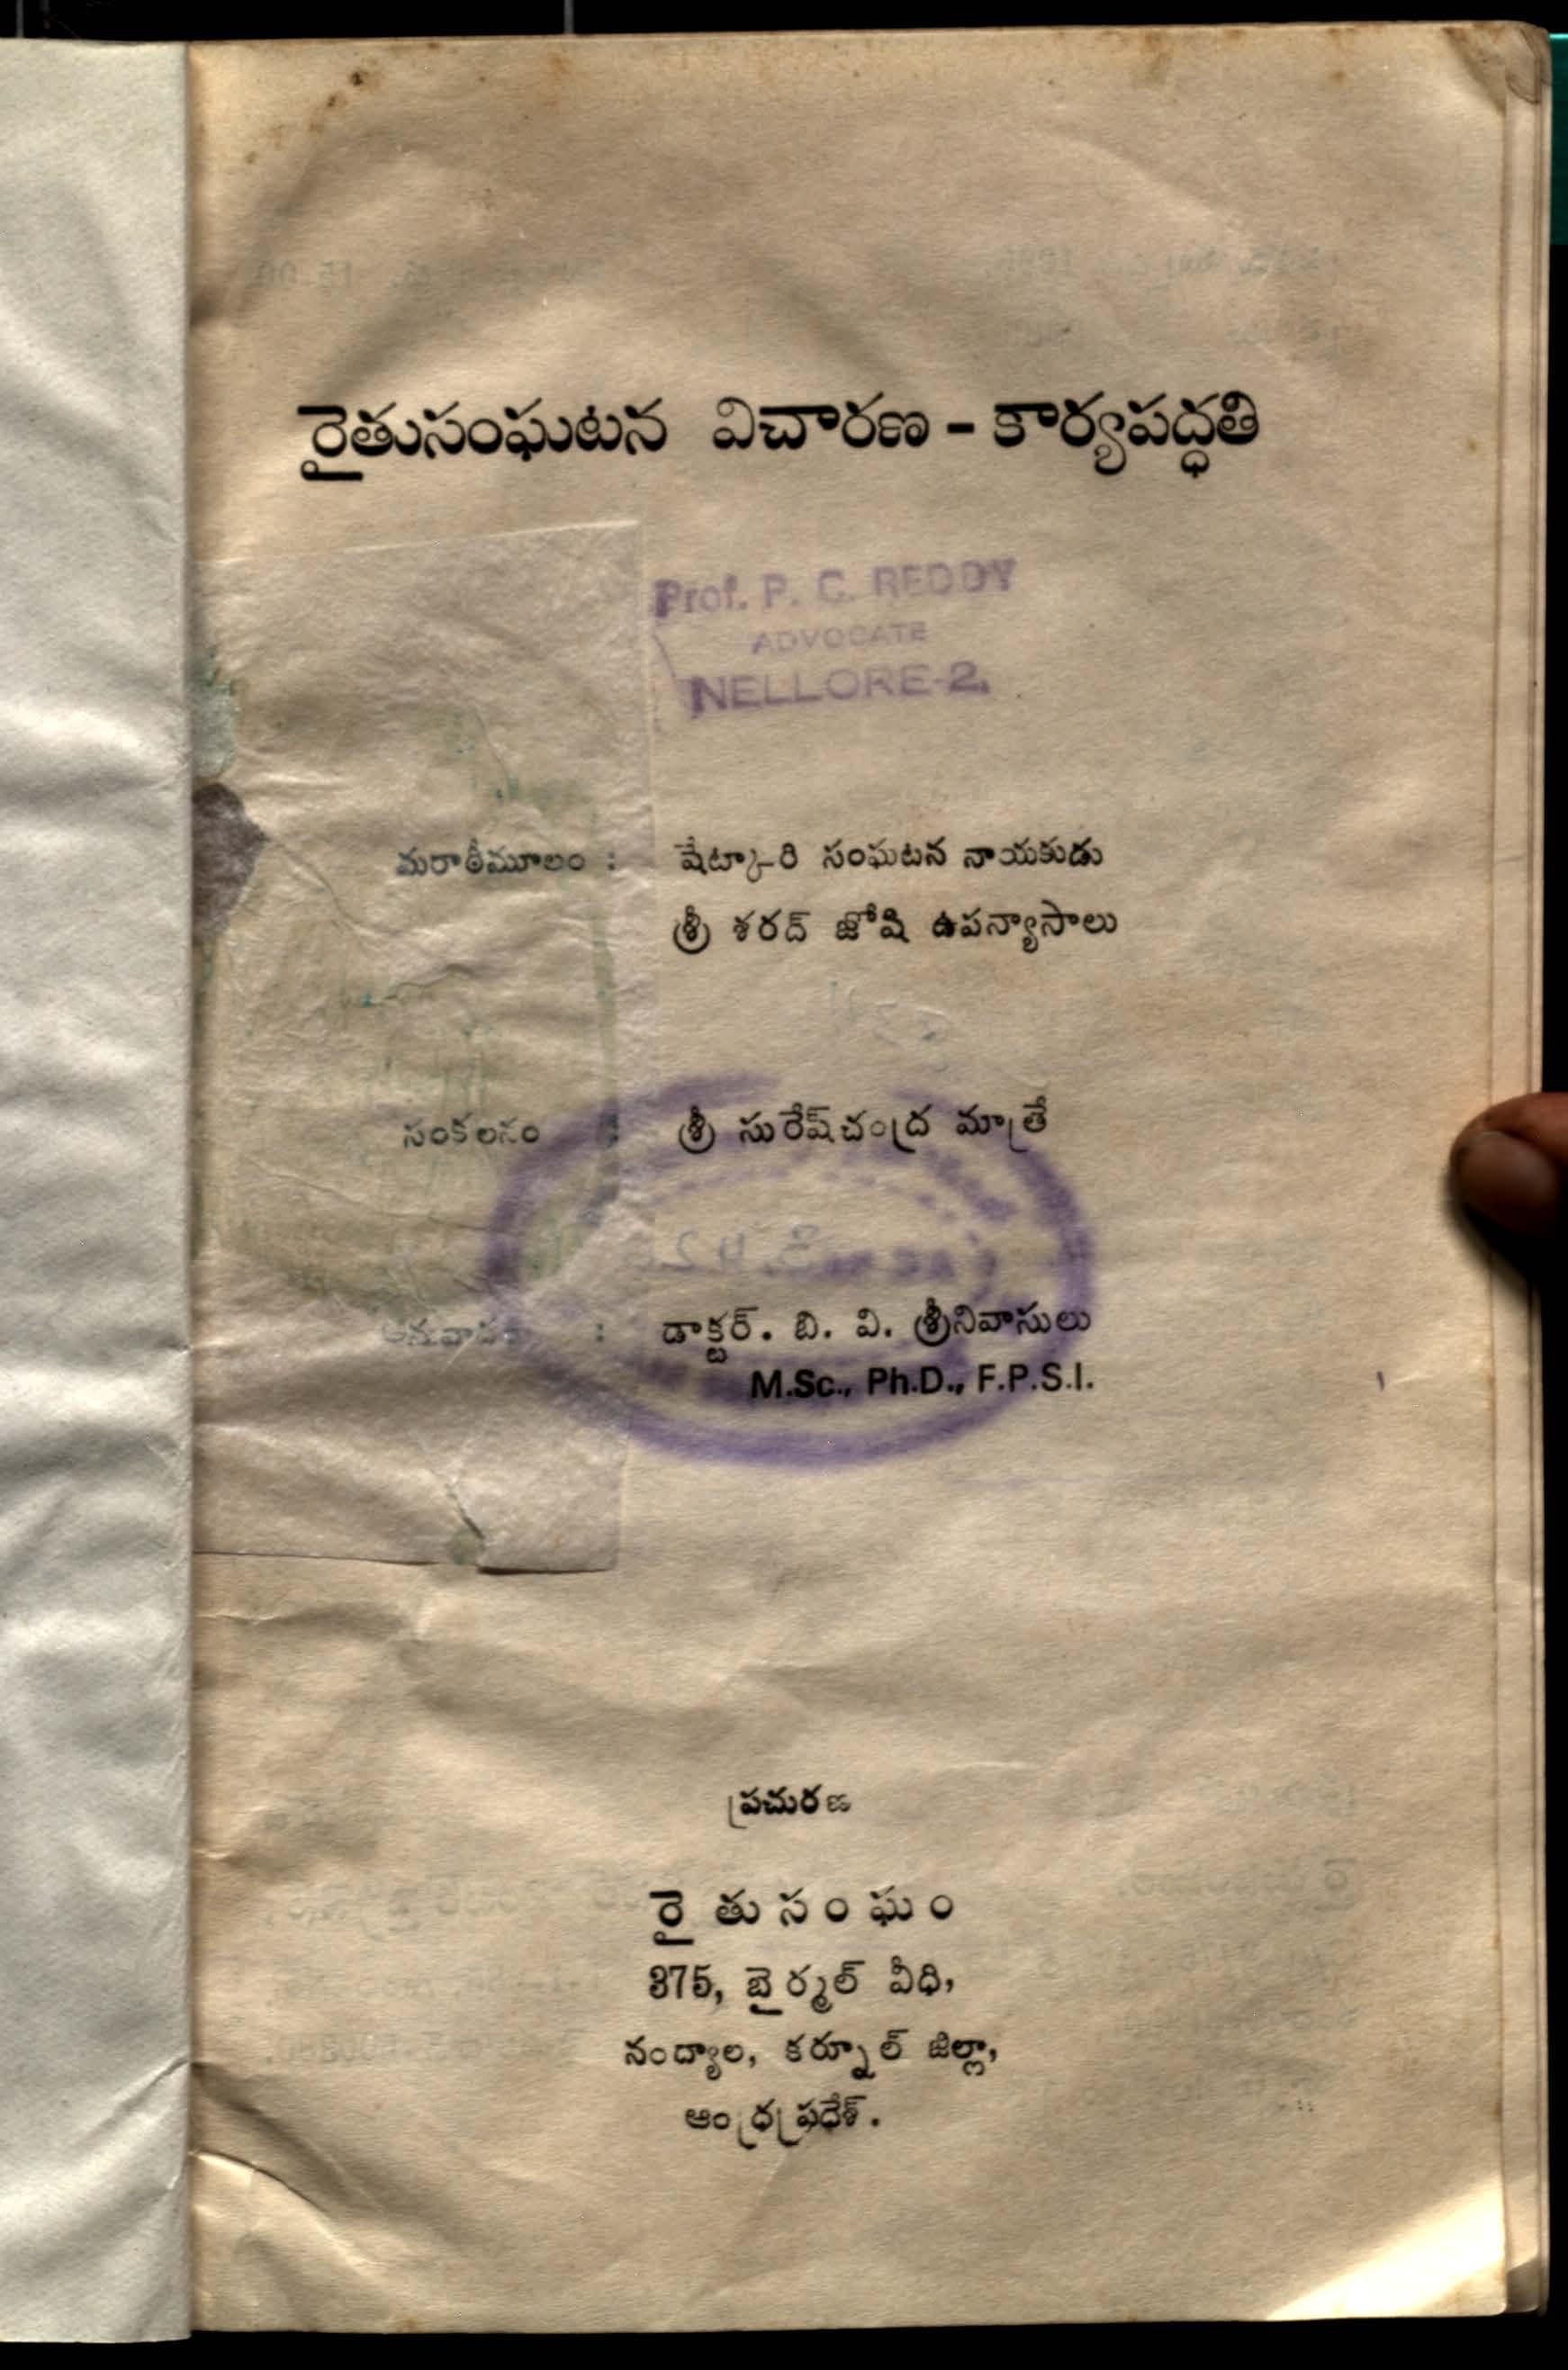 రైతుసంఘటన విచారణ - కార్యపద్ధతి
Prof. P. C. REDDY
ADVOCATE
NELLORE-2.
మరాఠీమూలం : షేట్కారి సంఘటన నాయకుడు
శ్రీ శరద్ జోషి ఉపన్యాసాలు
సంకలనం : శ్రీ సురేష్‌చంద్ర మాత్రే
అనువాదం : డాక్టర్. బి. వి. శ్రీనివాసులు
M.Sc., Ph.D., F.P.S.I.
ప్రచురణ
రైతుసంఘం
375, బైర్మల్ వీధి,
నంద్యాల, కర్నూల్ జిల్లా,
ఆంధ్రప్రదేశ్.